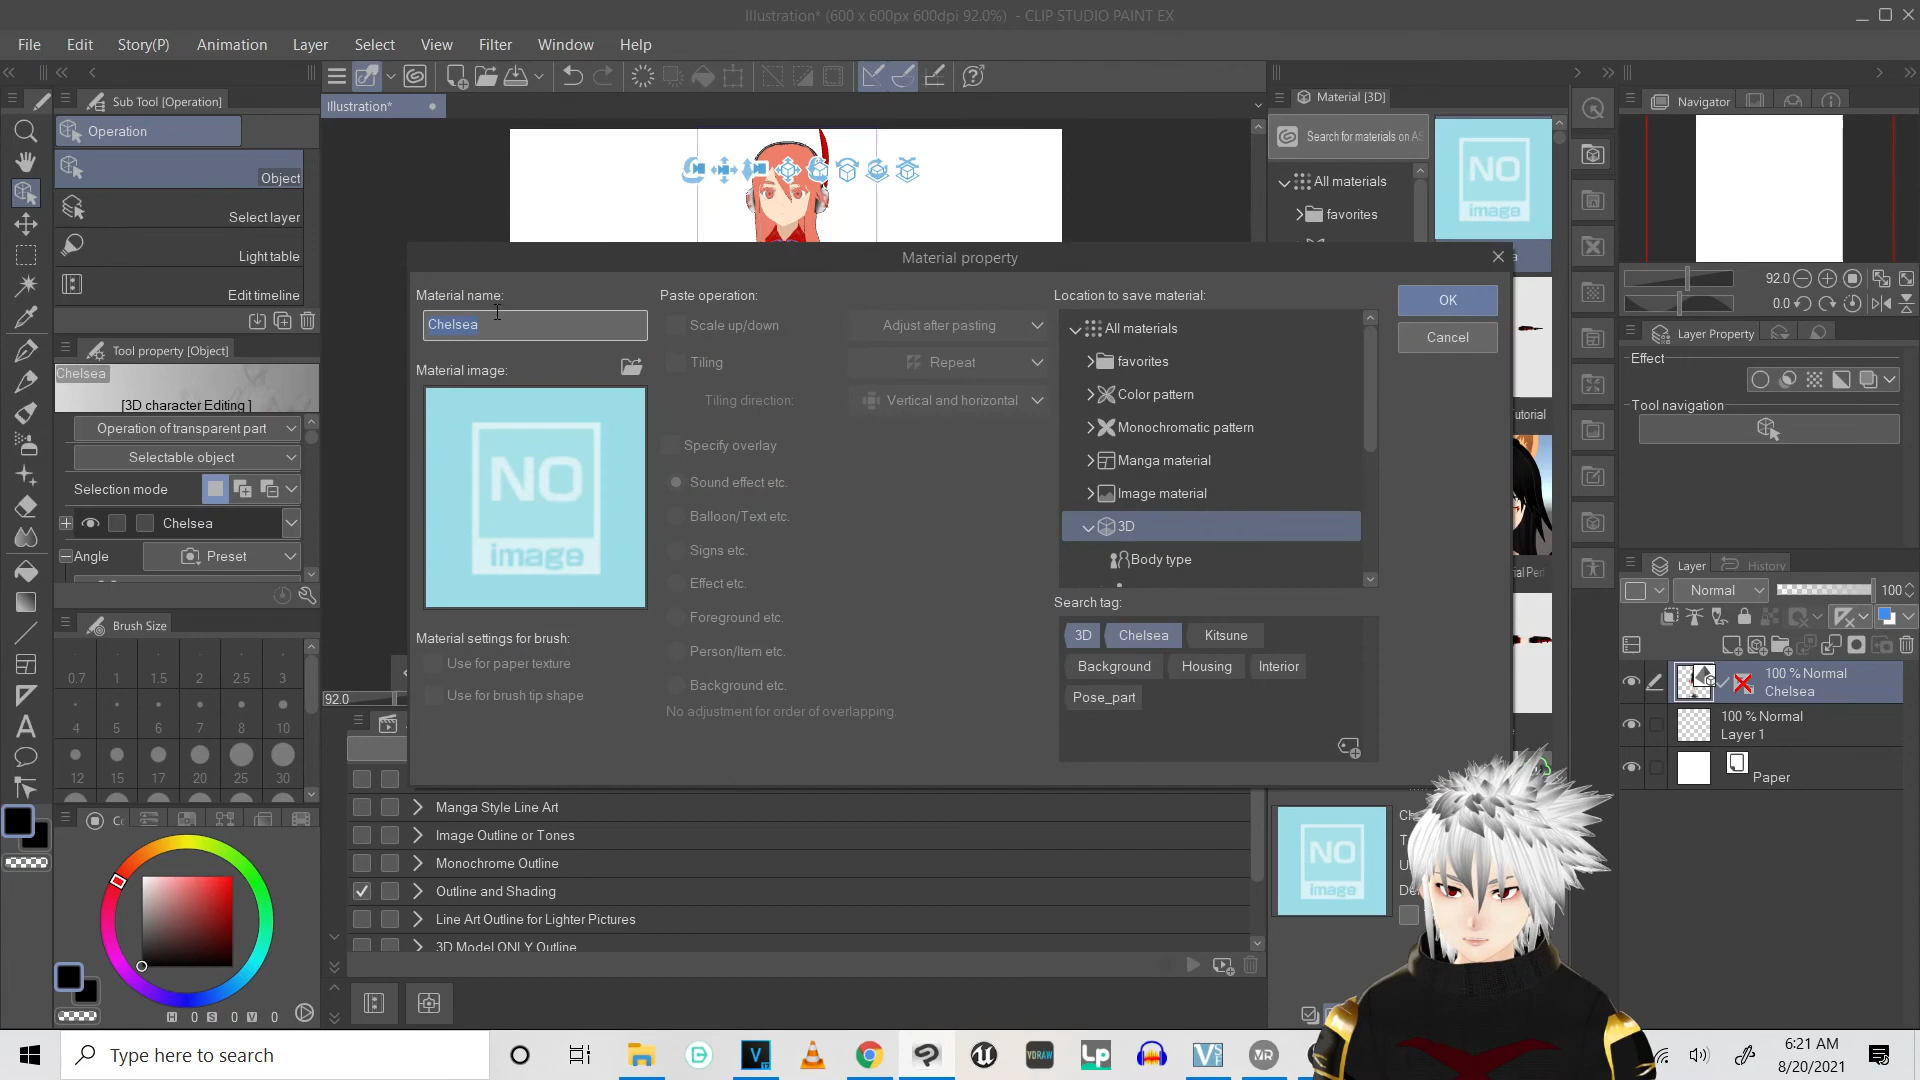 Illustration* (600 x 600px 600dpi 92.0%) - CLIP STUDIO PAINT EX
File Edit Story(P) Animation Layer Select View Filter Window Help
Sub Tool [Operation]
Operation
Object
Select layer
Light table
Edit timeline
Tool property [Object]
Chelsea
[3D character Editing ]
Operation of transparent part
Selectable object
Selection mode
Chelsea
Angle Preset
Brush Size
0.7 1 1.5 2 2.5 3
4 5 6 7 8 10
12 15 17 20 25 30
H 0 S 0 V 0
Illustration*
92.0
Material property
Material name:
Chelsea
Material image:
NO
image
Material settings for brush:
Use for paper texture
Use for brush tip shape
Paste operation:
Scale up/down Adjust after pasting
Tiling Repeat
Tiling direction: Vertical and horizontal
Specify overlay
Sound effect etc.
Balloon/Text etc.
Signs etc.
Effect etc.
Foreground etc.
Person/Item etc.
Background etc.
No adjustment for order of overlapping.
Location to save material:
All materials
favorites
Color pattern
Monochromatic pattern
Manga material
Image material
3D
Body type
Search tag:
3D Chelsea Kitsune
Background Housing Interior
Pose_part
OK
Cancel
Manga Style Line Art
Image Outline or Tones
Monochrome Outline
Outline and Shading
Line Art Outline for Lighter Pictures
3D Model ONLY Outline
Material [3D]
Search for materials on AS
All materials
favorites
NO
image
NO
image
Navigator
92.0
0.0
Layer Property
Effect
Tool navigation
Layer History
Normal 100
100 % Normal
Chelsea
100 % Normal
Layer 1
Paper
Type here to search
VDRAW
Lp
6:21 AM
8/20/2021